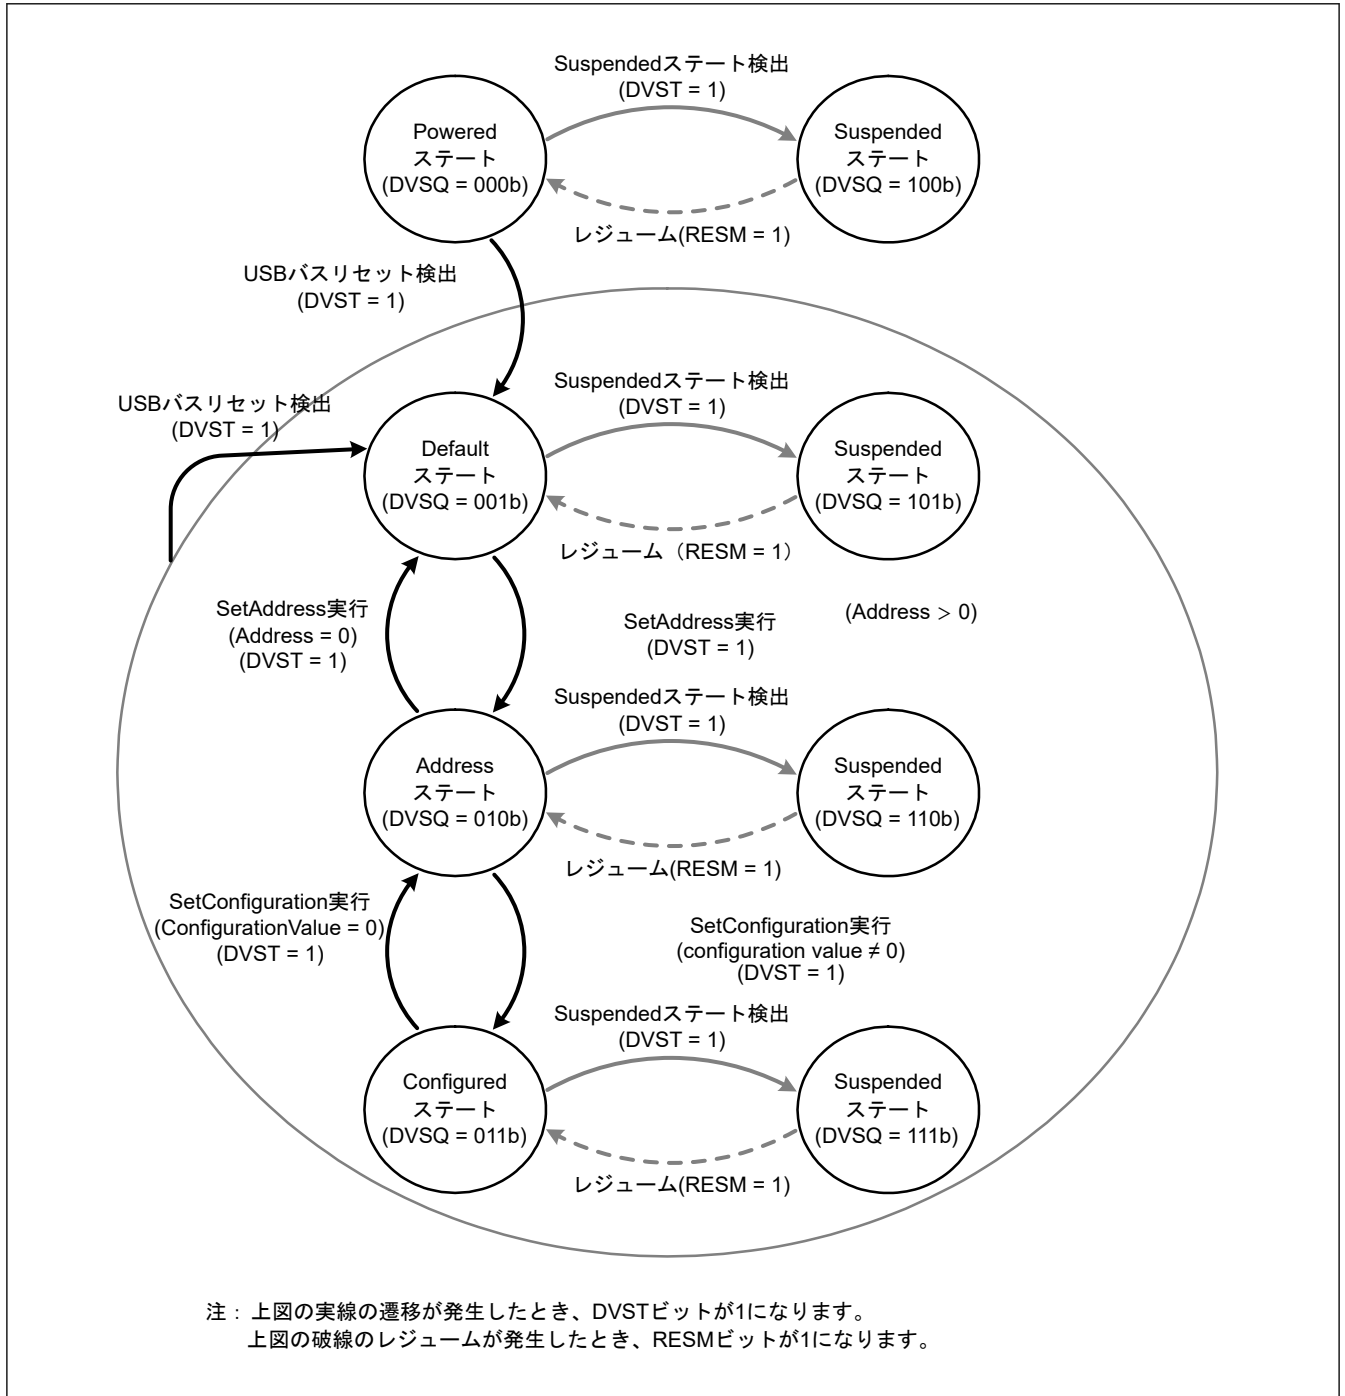 Suspendedステート検出
(DVST = 1)
Powered
ステート
(DVSQ = 000b)
Suspended
ステート
(DVSQ = 100b)
レジューム(RESM = 1)
USBバスリセット検出
(DVST = 1)
Suspendedステート検出
(DVST = 1)
USBバスリセット検出
(DVST = 1)
Default
ステート
(DVSQ = 001b)
Suspended
ステート
(DVSQ = 101b)
レジューム（RESM = 1）
SetAddress実行
(Address = 0)
(DVST = 1)
SetAddress実行
(DVST = 1)
(Address > 0)
Suspendedステート検出
(DVST = 1)
Address
ステート
(DVSQ = 010b)
Suspended
ステート
(DVSQ = 110b)
レジューム(RESM = 1)
SetConfiguration実行
(ConfigurationValue = 0)
(DVST = 1)
SetConfiguration実行
(configuration value ≠ 0)
(DVST = 1)
Suspendedステート検出
(DVST = 1)
Configured
ステート
(DVSQ = 011b)
Suspended
ステート
(DVSQ = 111b)
レジューム(RESM = 1)
注：上図の実線の遷移が発生したとき、DVSTビットが1になります。
上図の破線のレジュームが発生したとき、RESMビットが1になります。